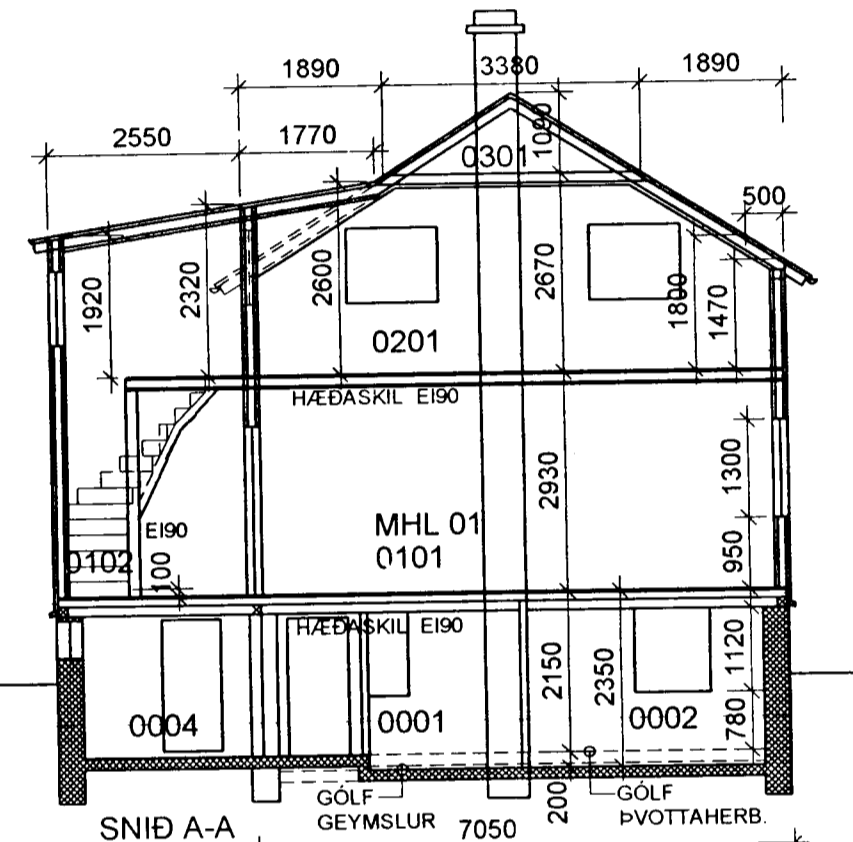 1890 3380 1890
2550 1770
0301 1090
500
1920 2320 2600 2670 1800 1470
0201
HÆÐASKIL EI90
2930 1300
MHL 01
0101
EI90
0102 100 950
HÆÐASKIL EI90
2150 2350 1120
0004 0001 0002 780
GÓLF
GEYMSLUR
200
GÓLF
ÞVOTTAHERB.
SNIÐ A-A 7050